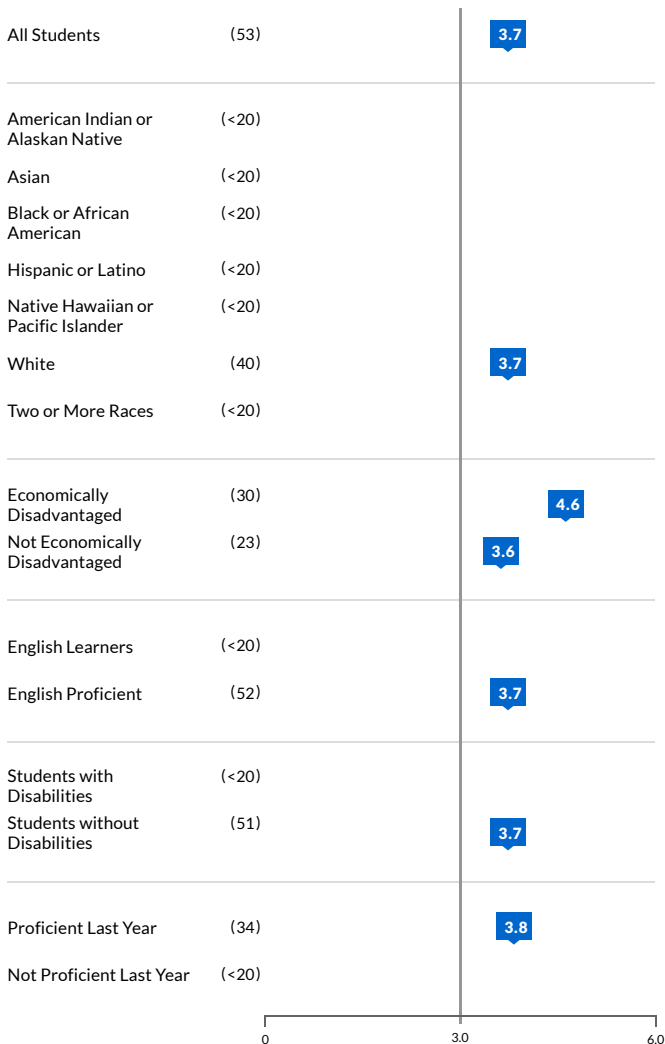 All Students (53) 3.7
American Indian or (<20)
Alaskan Native
Asian (<20)
Black or African (<20)
American
Hispanic or Latino (<20)
Native Hawaiian or (<20)
Pacific Islander
White (40) 3.7
Two or More Races (<20)
Economically (30) 4.6
Disadvantaged
Not Economically (23) 3.6
Disadvantaged
English Learners (<20)
English Proficient (52) 3.7
Students with (<20)
Disabilities
Students without (51) 3.7
Disabilities
Proficient Last Year (34) 3.8
Not Proficient Last Year (<20)
0 3.0 6.0